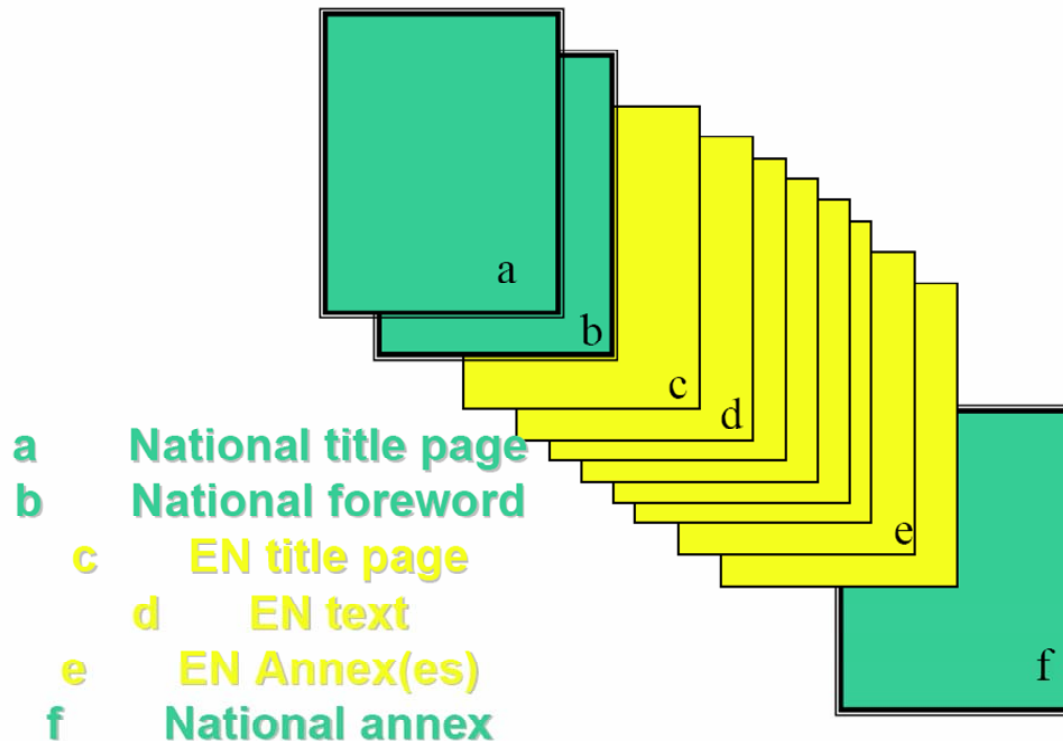 a
b
c
d
e
f
a National title page
b National foreword
c EN title page
d EN text
e EN Annex(es)
f National annex